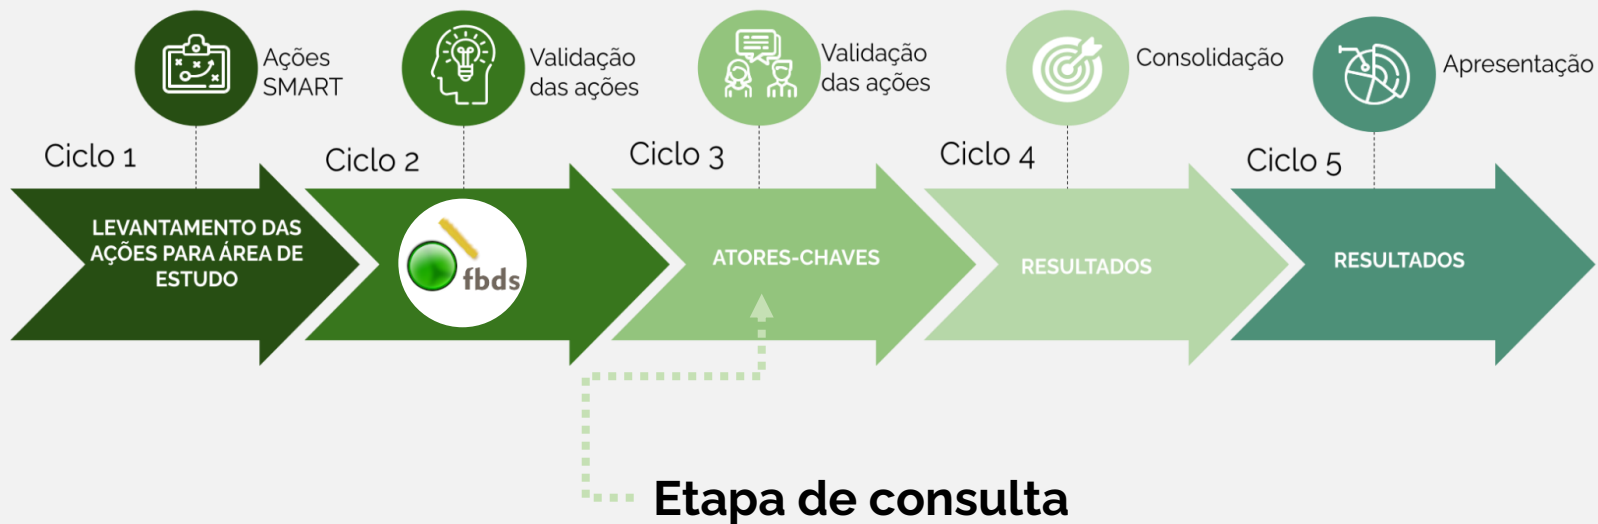 Ações
SMART
Validação
das ações
Validação
das ações
Consolidação
Apresentação
Ciclo 1
Ciclo 2
Ciclo 3
Ciclo 4
Ciclo 5
LEVANTAMENTO DAS
AÇÕES PARA ÁREA DE
ESTUDO
fbds
ATORES-CHAVES
RESULTADOS
RESULTADOS
Etapa de consulta